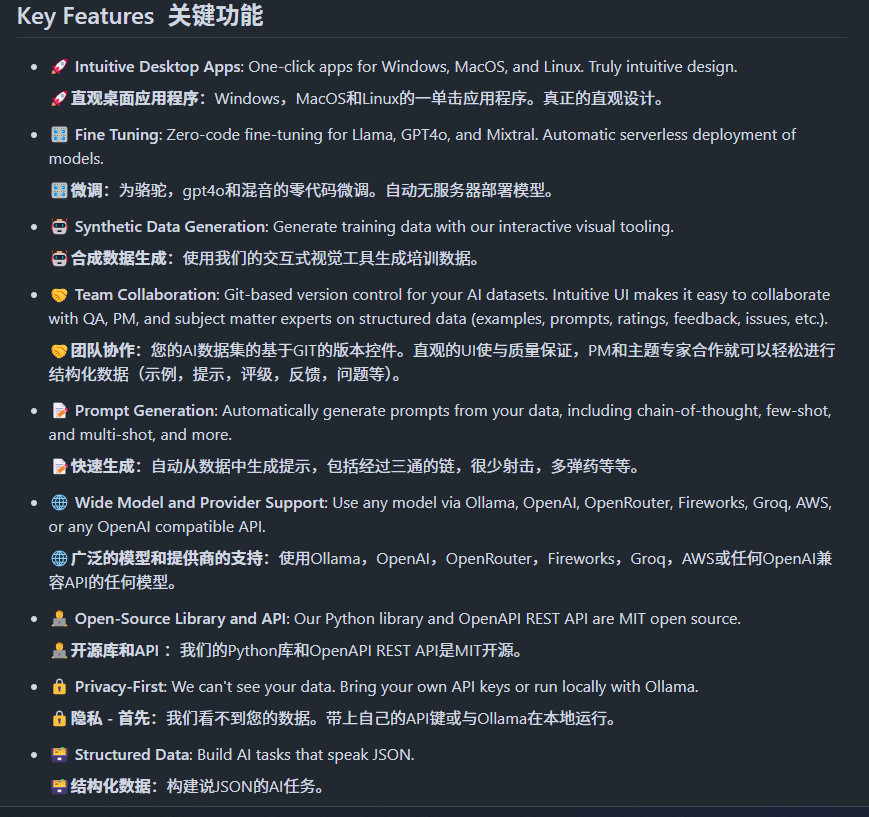 Key Features 关键功能
🚀 Intuitive Desktop Apps: One-click apps for Windows, MacOS, and Linux. Truly intuitive design.
🚀直观桌面应用程序：Windows，MacOS和Linux的一单击应用程序。真正的直观设计。
🎛️ Fine Tuning: Zero-code fine-tuning for Llama, GPT4o, and Mixtral. Automatic serverless deployment of
models.
🎛️微调：为骆驼，gpt4o和混音的零代码微调。自动无服务器部署模型。
🤖 Synthetic Data Generation: Generate training data with our interactive visual tooling.
🤖合成数据生成：使用我们的交互式视觉工具生成培训数据。
🤝 Team Collaboration: Git-based version control for your AI datasets. Intuitive UI makes it easy to collaborate
with QA, PM, and subject matter experts on structured data (examples, prompts, ratings, feedback, issues, etc.).
🤝团队协作：您的AI数据集的基于GIT的版本控件。直观的UI使与质量保证，PM和主题专家合作就可以轻松进行
结构化数据（示例，提示，评级，反馈，问题等）。
📝 Prompt Generation: Automatically generate prompts from your data, including chain-of-thought, few-shot,
and multi-shot, and more.
📝快速生成：自动从数据中生成提示，包括经过三通的链，很少射击，多弹药等等。
🌐 Wide Model and Provider Support: Use any model via Ollama, OpenAI, OpenRouter, Fireworks, Groq, AWS,
or any OpenAI compatible API.
🌐广泛的模型和提供商的支持：使用Ollama，OpenAI，OpenRouter，Fireworks，Groq，AWS或任何OpenAI兼
容API的任何模型。
🧑‍💻 Open-Source Library and API: Our Python library and OpenAPI REST API are MIT open source.
🧑‍💻开源库和API ：我们的Python库和OpenAPI REST API是MIT开源。
🔒 Privacy-First: We can't see your data. Bring your own API keys or run locally with Ollama.
🔒隐私 - 首先：我们看不到您的数据。带上自己的API键或与Ollama在本地运行。
🗃️ Structured Data: Build AI tasks that speak JSON.
🗃️结构化数据：构建说JSON的AI任务。